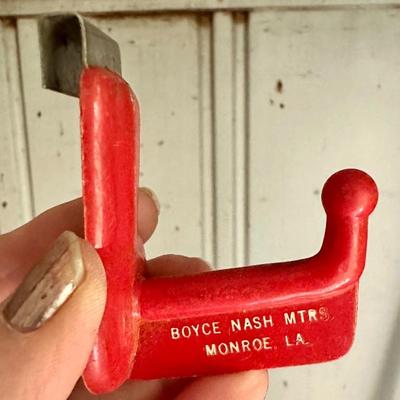 BOYCE NASH MTRS
MONROE, LA.